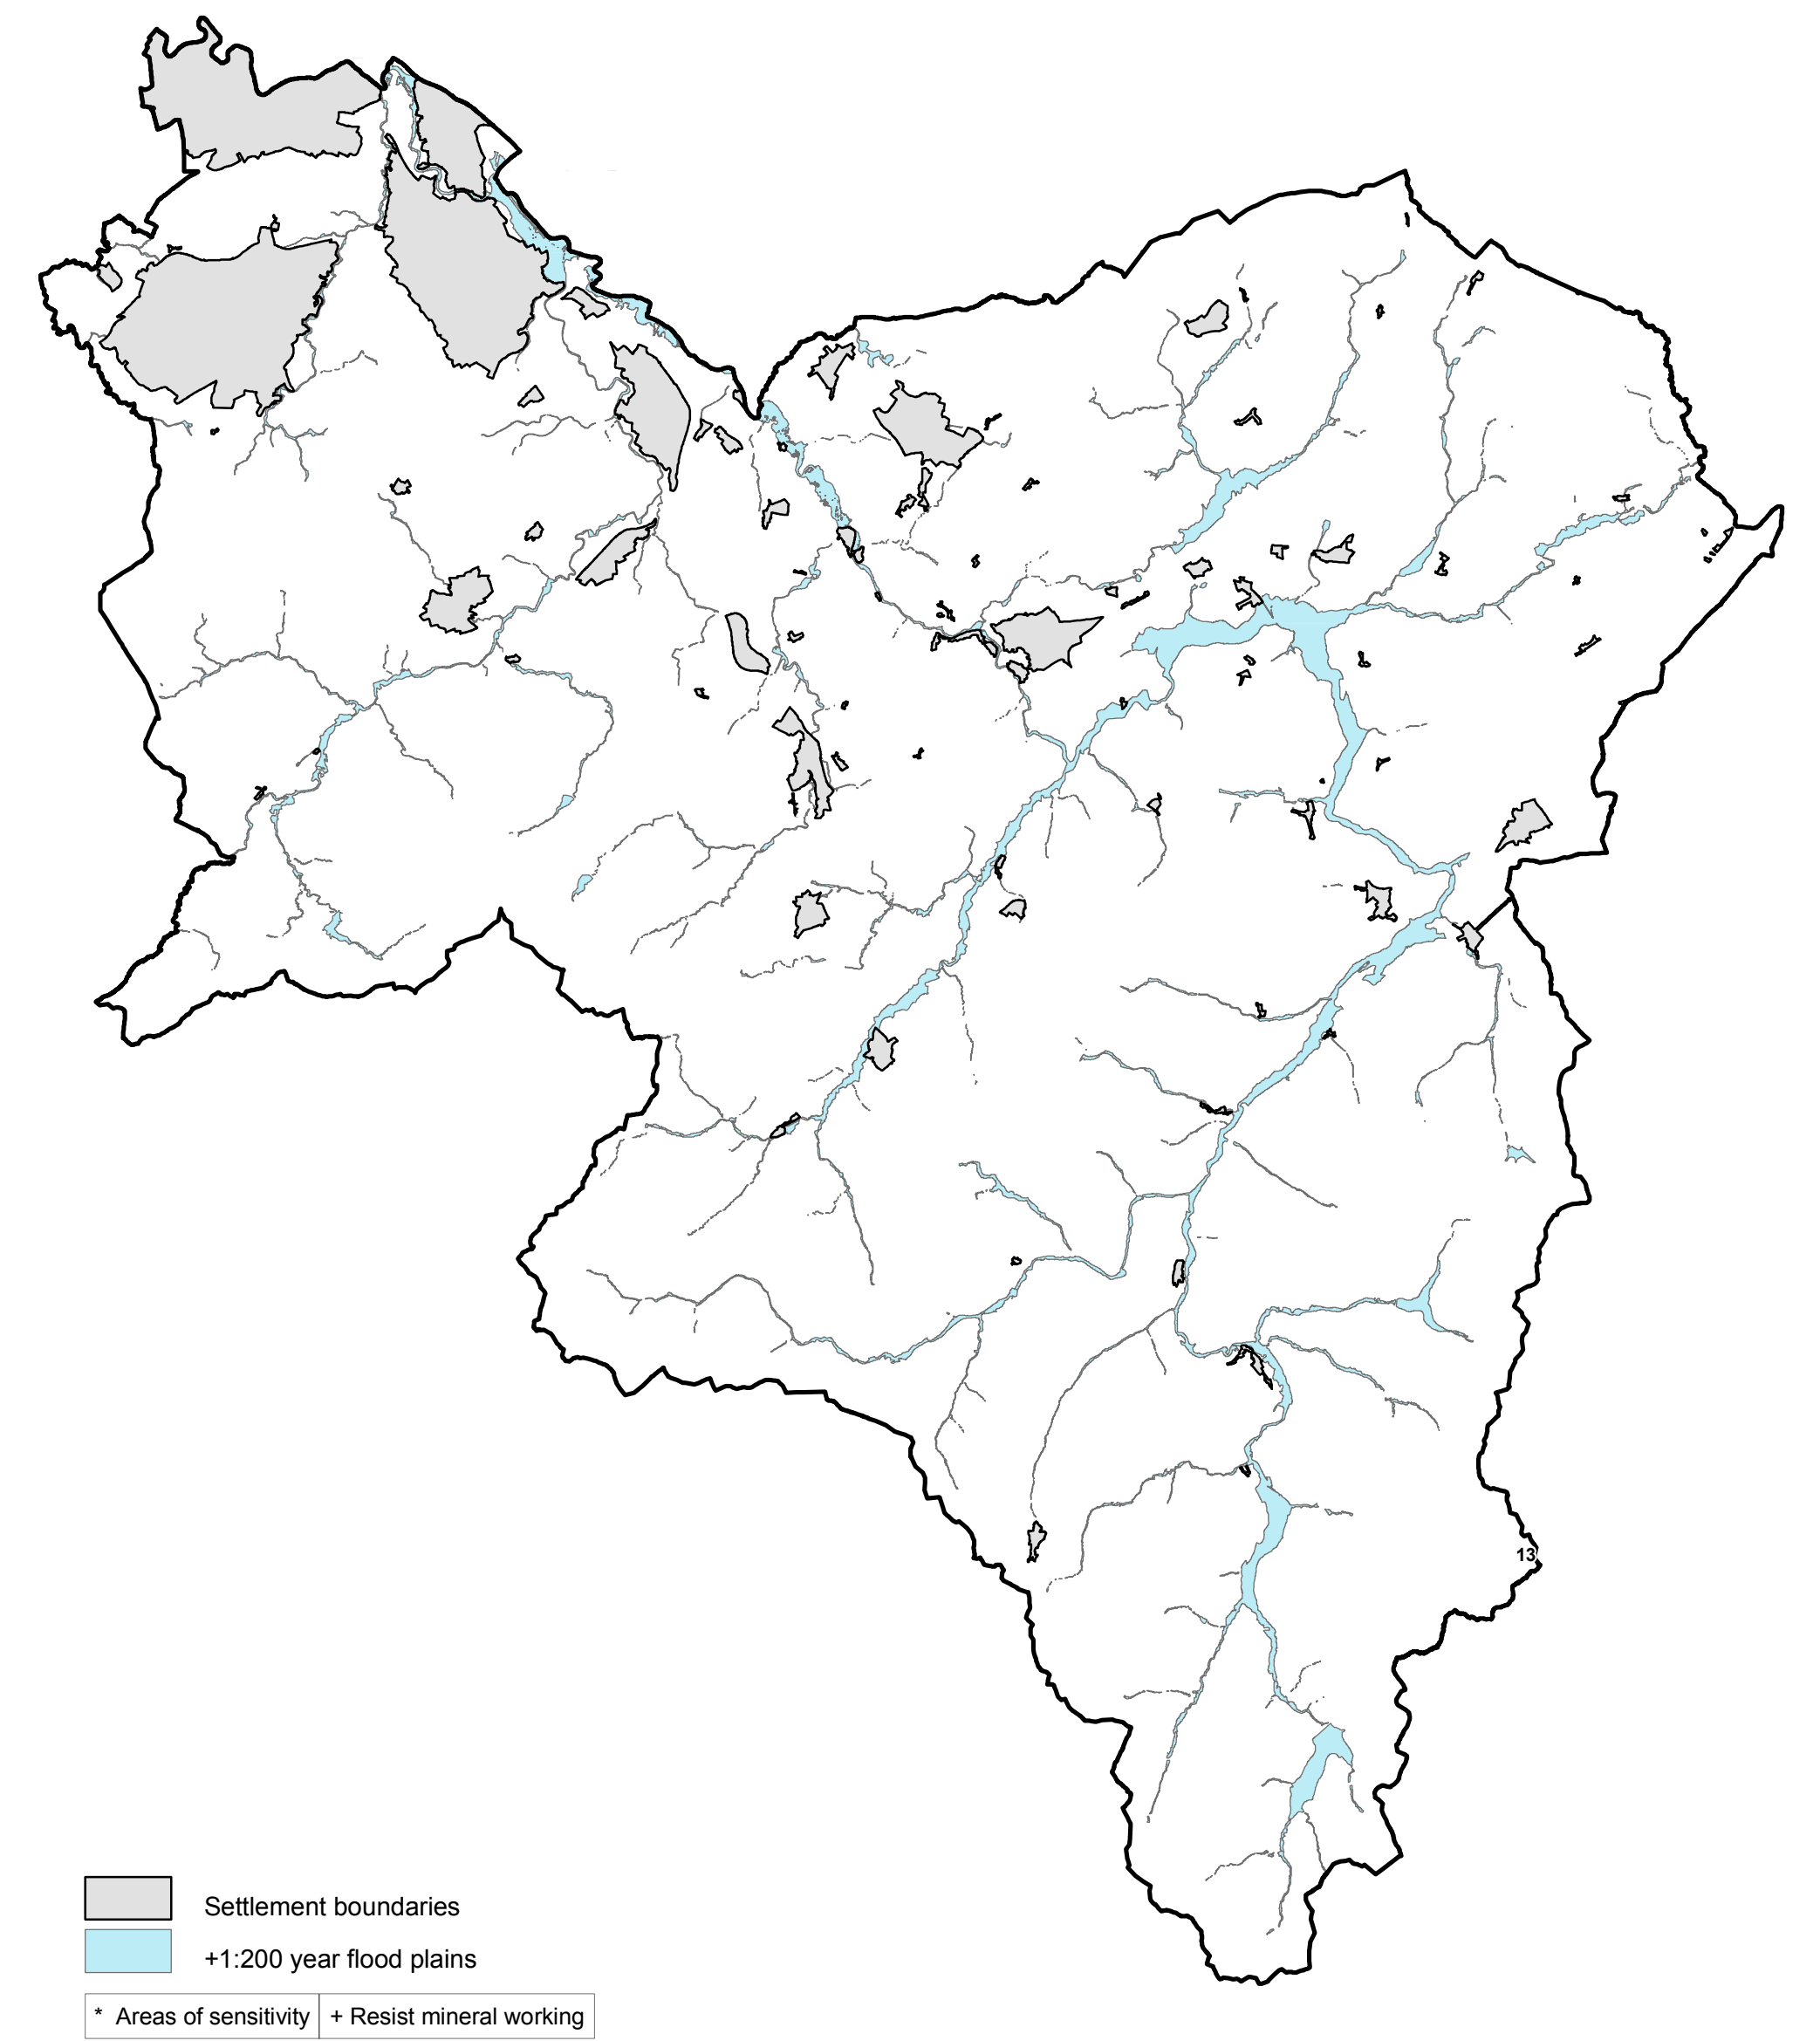 13
Settlement boundaries
+1:200 year flood plains
* Areas of sensitivity
+ Resist mineral working